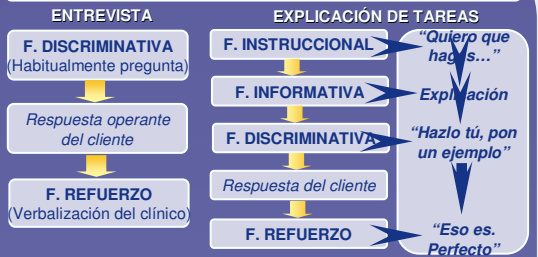 ENTREVISTA
F. DISCRIMINATIVA
(Habitualmente pregunta)
Respuesta operante
del cliente
F. REFUERZO
(Verbalización del clínico)
EXPLICACIÓN DE TAREAS
F. INSTRUCCIONAL
F. INFORMATIVA
F. DISCRIMINATIVA
Respuesta del cliente
F. REFUERZO
“Quiero que
hagas…”
Explicación
“Hazlo tú, pon
un ejemplo”
“Eso es.
Perfecto”